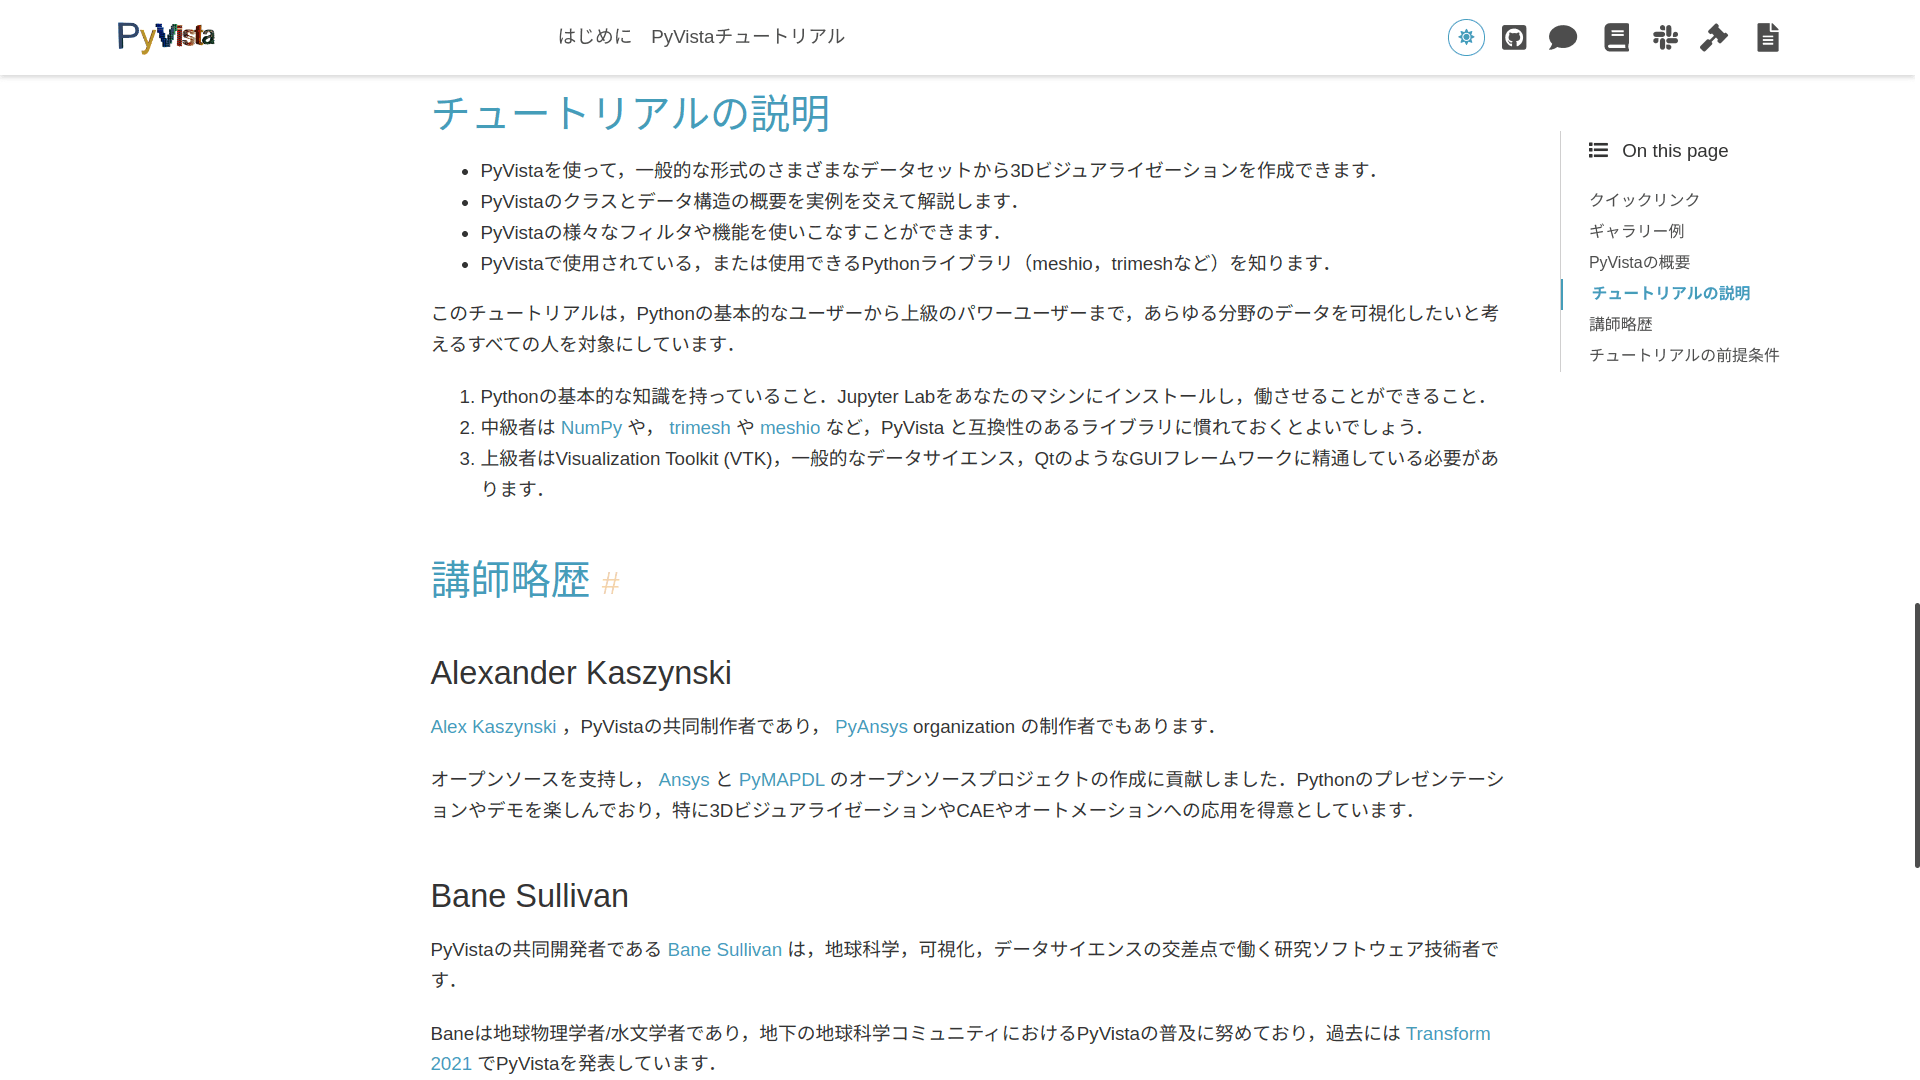 PyVista
はじめに PyVistaチュートリアル
チュートリアルの説明
PyVistaを使って，一般的な形式のさまざまなデータセットから3Dビジュアライゼーションを作成できます．
PyVistaのクラスとデータ構造の概要を実例を交えて解説します．
PyVistaの様々なフィルタや機能を使いこなすことができます．
PyVistaで使用されている，または使用できるPythonライブラリ（meshio，trimeshなど）を知ります．
このチュートリアルは，Pythonの基本的なユーザーから上級のパワーユーザーまで，あらゆる分野のデータを可視化したいと考
えるすべての人を対象にしています．
1. Pythonの基本的な知識を持っていること．Jupyter Labをあなたのマシンにインストールし，働させることができること．
2. 中級者は NumPy や， trimesh や meshio など，PyVista と互換性のあるライブラリに慣れておくとよいでしょう．
3. 上級者はVisualization Toolkit (VTK)，一般的なデータサイエンス，QtのようなGUIフレームワークに精通している必要があ
ります．
講師略歴 #
Alexander Kaszynski
Alex Kaszynski ，PyVistaの共同制作者であり， PyAnsys organization の制作者でもあります．
オープンソースを支持し， Ansys と PyMAPDL のオープンソースプロジェクトの作成に貢献しました．Pythonのプレゼンテーシ
ョンやデモを楽しんでおり，特に3DビジュアライゼーションやCAEやオートメーションへの応用を得意としています．
Bane Sullivan
PyVistaの共同開発者である Bane Sullivan は，地球科学，可視化，データサイエンスの交差点で働く研究ソフトウェア技術者で
す．
Baneは地球物理学者/水文学者であり，地下の地球科学コミュニティにおけるPyVistaの普及に努めており，過去には Transform
2021 でPyVistaを発表しています．
On this page
クイックリンク
ギャラリー例
PyVistaの概要
チュートリアルの説明
講師略歴
チュートリアルの前提条件